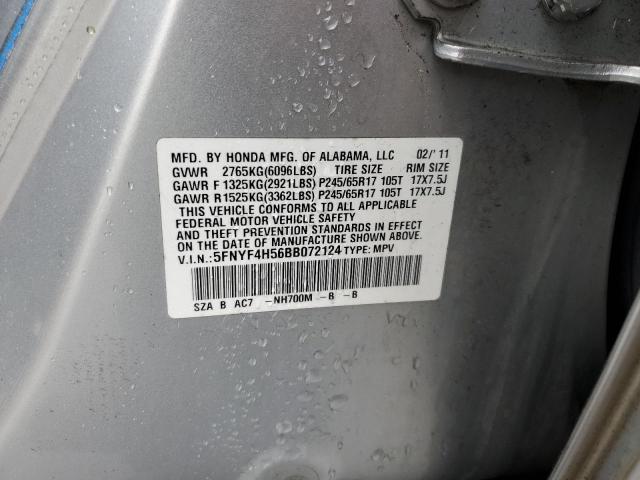 MFD. BY HONDA MFG. OF ALABAMA, LLC 02/'11
GVWR 2765KG(6096LBS) TIRE SIZE RIM SIZE
GAWR F 1325KG(2921LBS) P245/65R17 105T 17X7.5J
GAWR R1525KG(3362LBS) P245/65R17 105T 17X7.5J
THIS VEHICLE CONFORMS TO ALL APPLICABLE
FEDERAL MOTOR VEHICLE SAFETY
AND THEFT PREVENTION STANDARDS IN EFFECT
ON THE DATE OF MANUFACTURE SHOWN ABOVE.
V.I.N.: 5FNYF4H56BB072124 TYPE: MPV
SZA B AC7 -NH700M -B -B